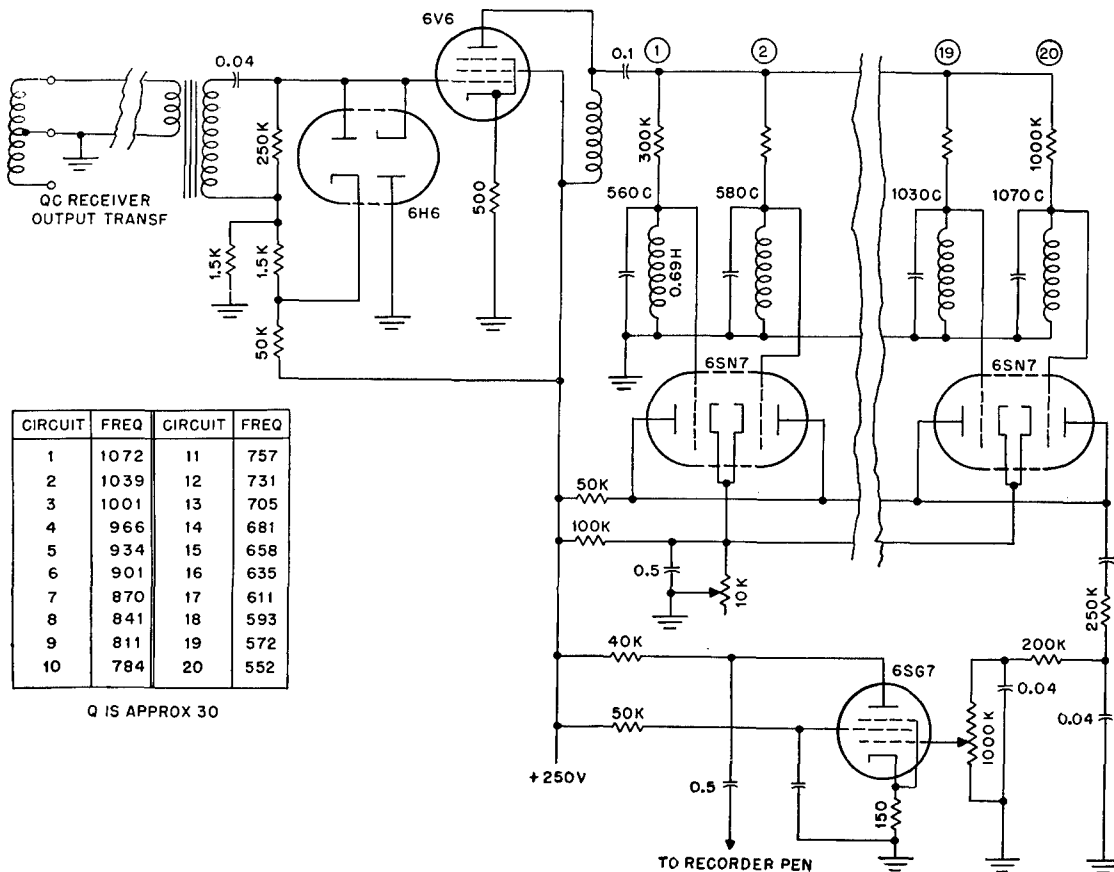 6V6
0.04
0.1
1
2
19
20
250K
300K
1000K
QC RECEIVER
OUTPUT TRANSF
6H6
500
560C
580C
1030C
1070C
1.5K
1.5K
0.69H
50K
6SN7
6SN7
CIRCUIT FREQ CIRCUIT FREQ
1 1072 11 757
2 1039 12 731
3 1001 13 705
4 966 14 681
5 934 15 658
6 901 16 635
7 870 17 611
8 841 18 593
9 811 19 572
10 784 20 552
Q IS APPROX 30
50K
100K
0.5
10K
250K
40K
6SG7
200K
0.04
0.04
50K
1000K
+250V
0.5
150
TO RECORDER PEN